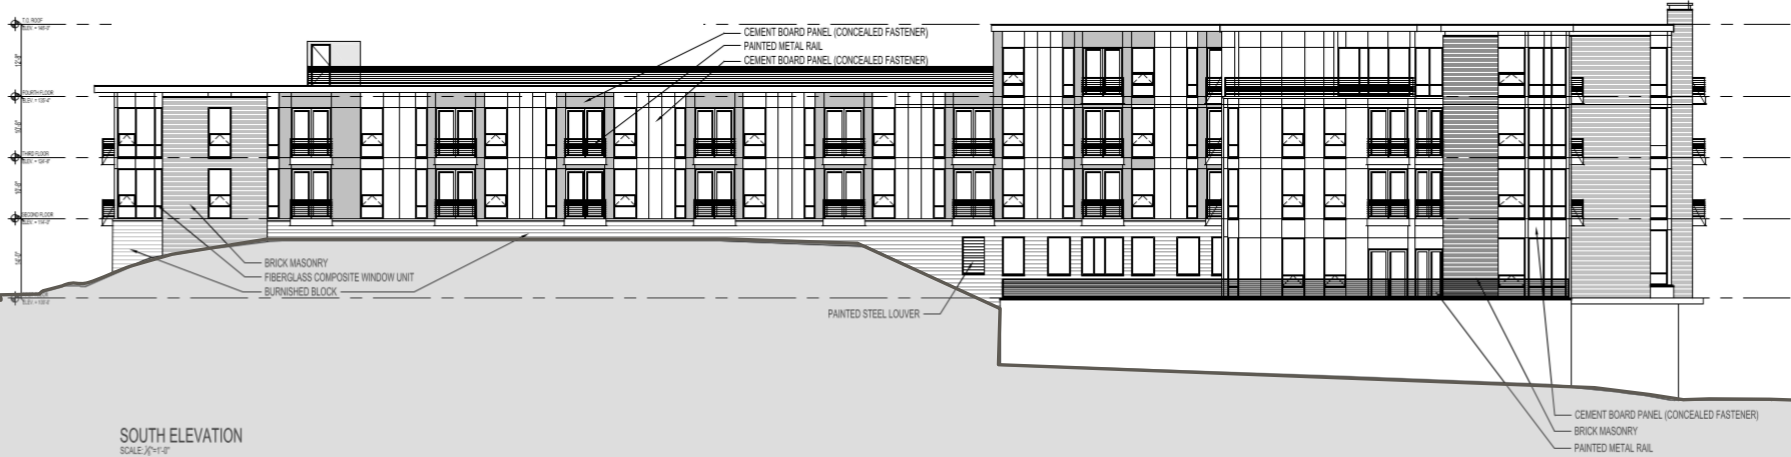 T.O. ROOF
CEMENT BOARD PANEL (CONCEALED FASTENER)
PAINTED METAL RAIL
CEMENT BOARD PANEL (CONCEALED FASTENER)
FOURTH FLOOR
THIRD FLOOR
SECOND FLOOR
BRICK MASONRY
FIBERGLASS COMPOSITE WINDOW UNIT
BURNISHED BLOCK
PAINTED STEEL LOUVER
CEMENT BOARD PANEL (CONCEALED FASTENER)
BRICK MASONRY
PAINTED METAL RAIL
SOUTH ELEVATION